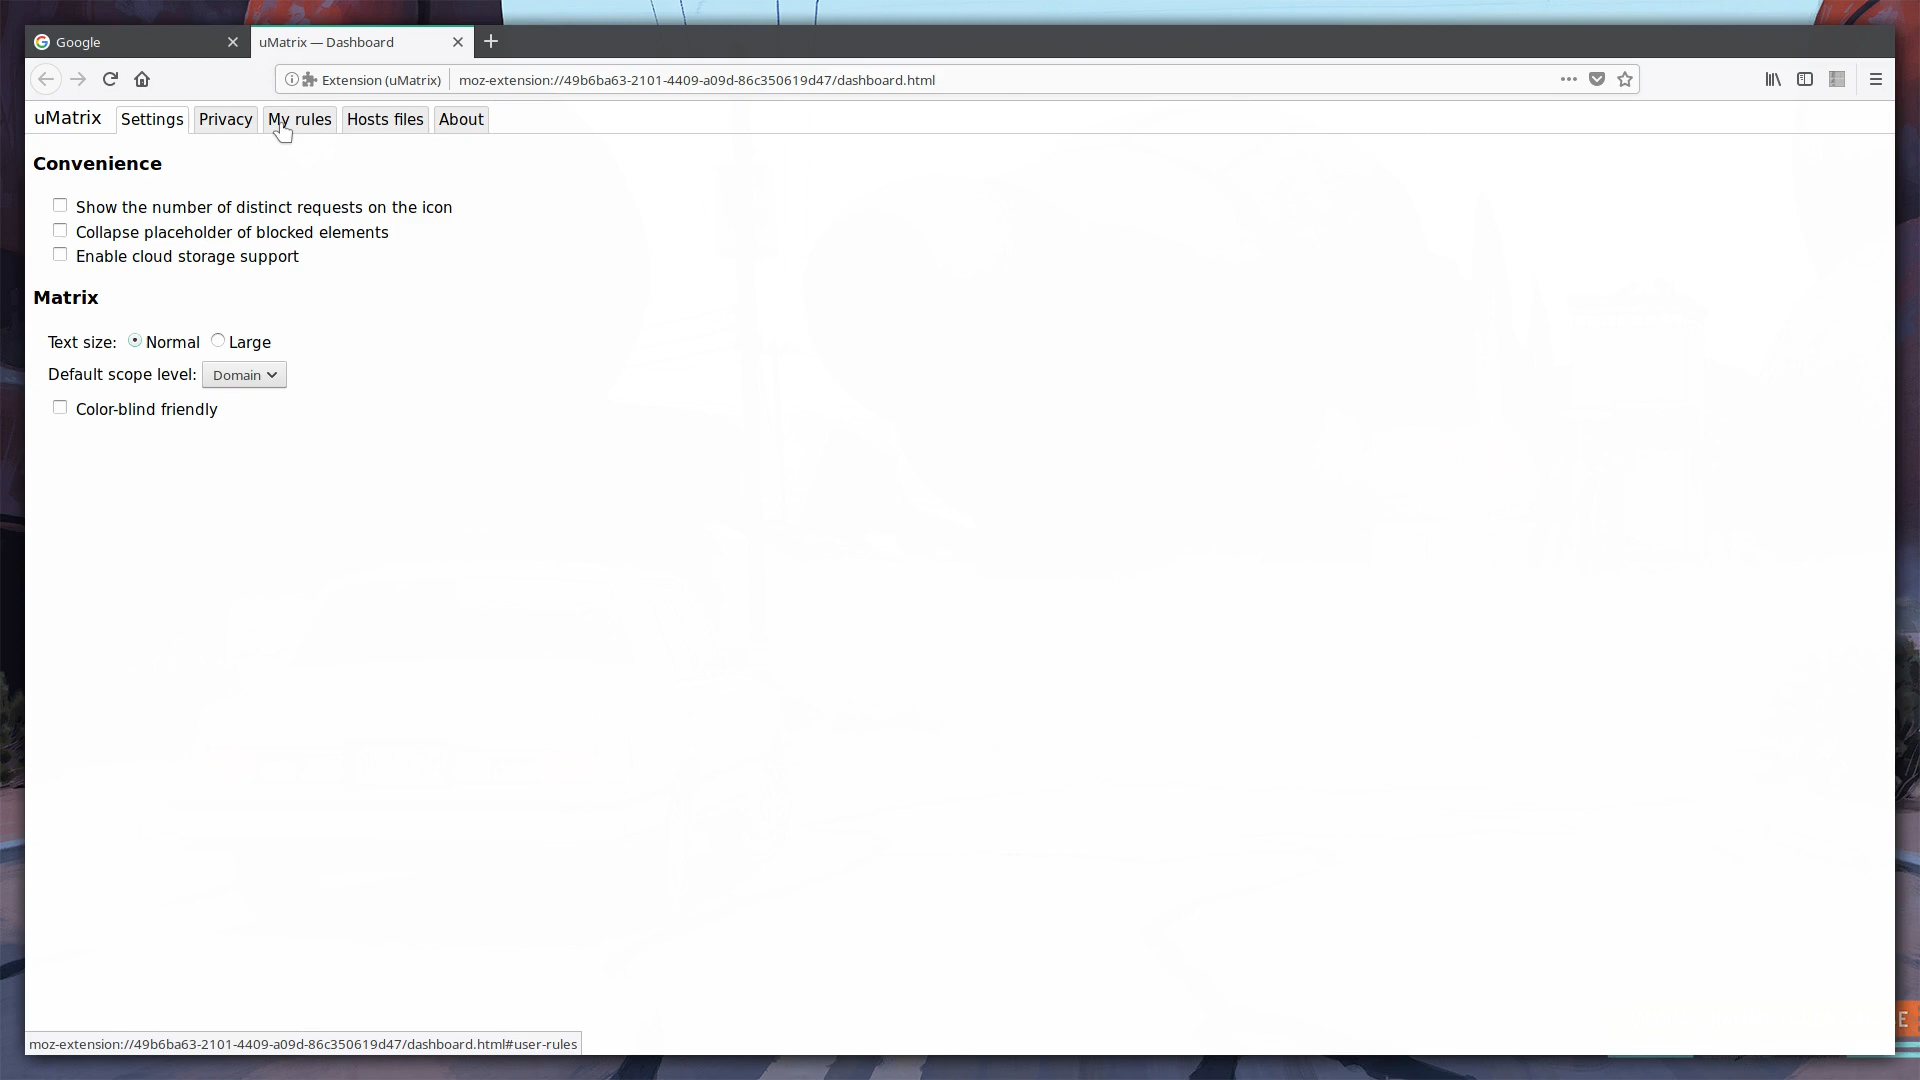 Google
uMatrix — Dashboard
Extension (uMatrix)
moz-extension://49b6ba63-2101-4409-a09d-86c350619d47/dashboard.html
uMatrix
Settings
Privacy
My rules
Hosts files
About
Convenience
Show the number of distinct requests on the icon
Collapse placeholder of blocked elements
Enable cloud storage support
Matrix
Text size: Normal Large
Default scope level: Domain
Color-blind friendly
E
moz-extension://49b6ba63-2101-4409-a09d-86c350619d47/dashboard.html#user-rules